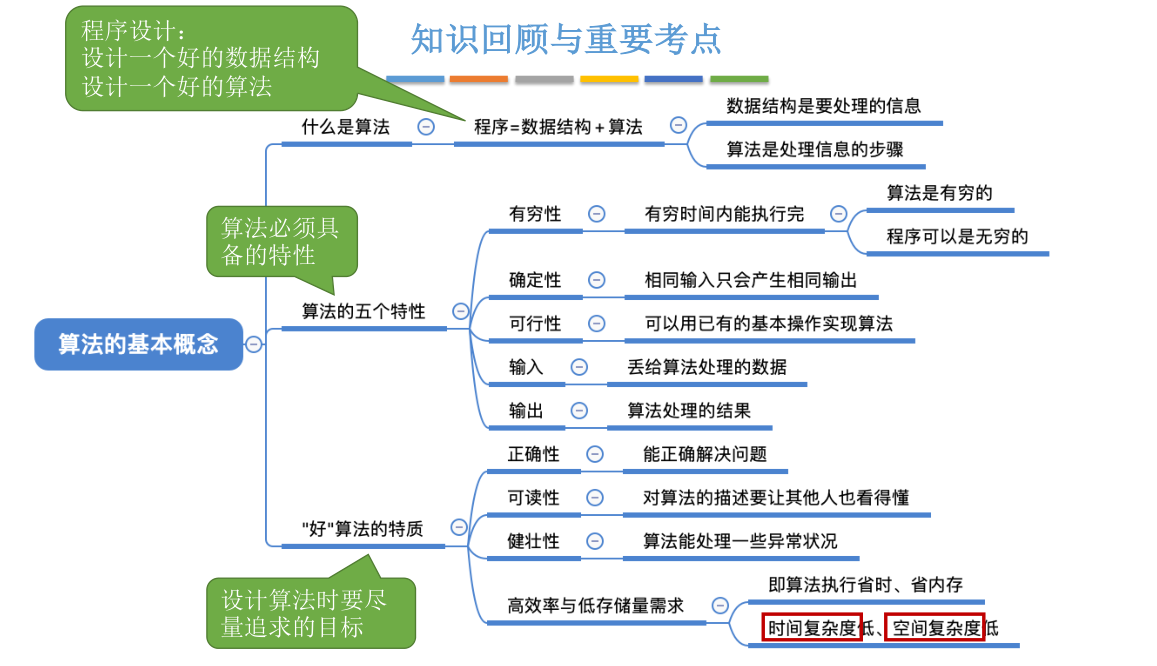 程序设计：
设计一个好的数据结构
设计一个好的算法
知识回顾与重要考点
什么是算法
程序=数据结构+算法
数据结构是要处理的信息
算法是处理信息的步骤
算法必须具
备的特性
算法的基本概念
算法的五个特性
有穷性
有穷时间内能执行完
算法是有穷的
程序可以是无穷的
确定性
相同输入只会产生相同输出
可行性
可以用已有的基本操作实现算法
输入
丢给算法处理的数据
输出
算法处理的结果
"好"算法的特质
正确性
能正确解决问题
可读性
对算法的描述要让其他人也看得懂
健壮性
算法能处理一些异常状况
高效率与低存储量需求
即算法执行省时、省内存
时间复杂度低、空间复杂度低
设计算法时要尽
量追求的目标